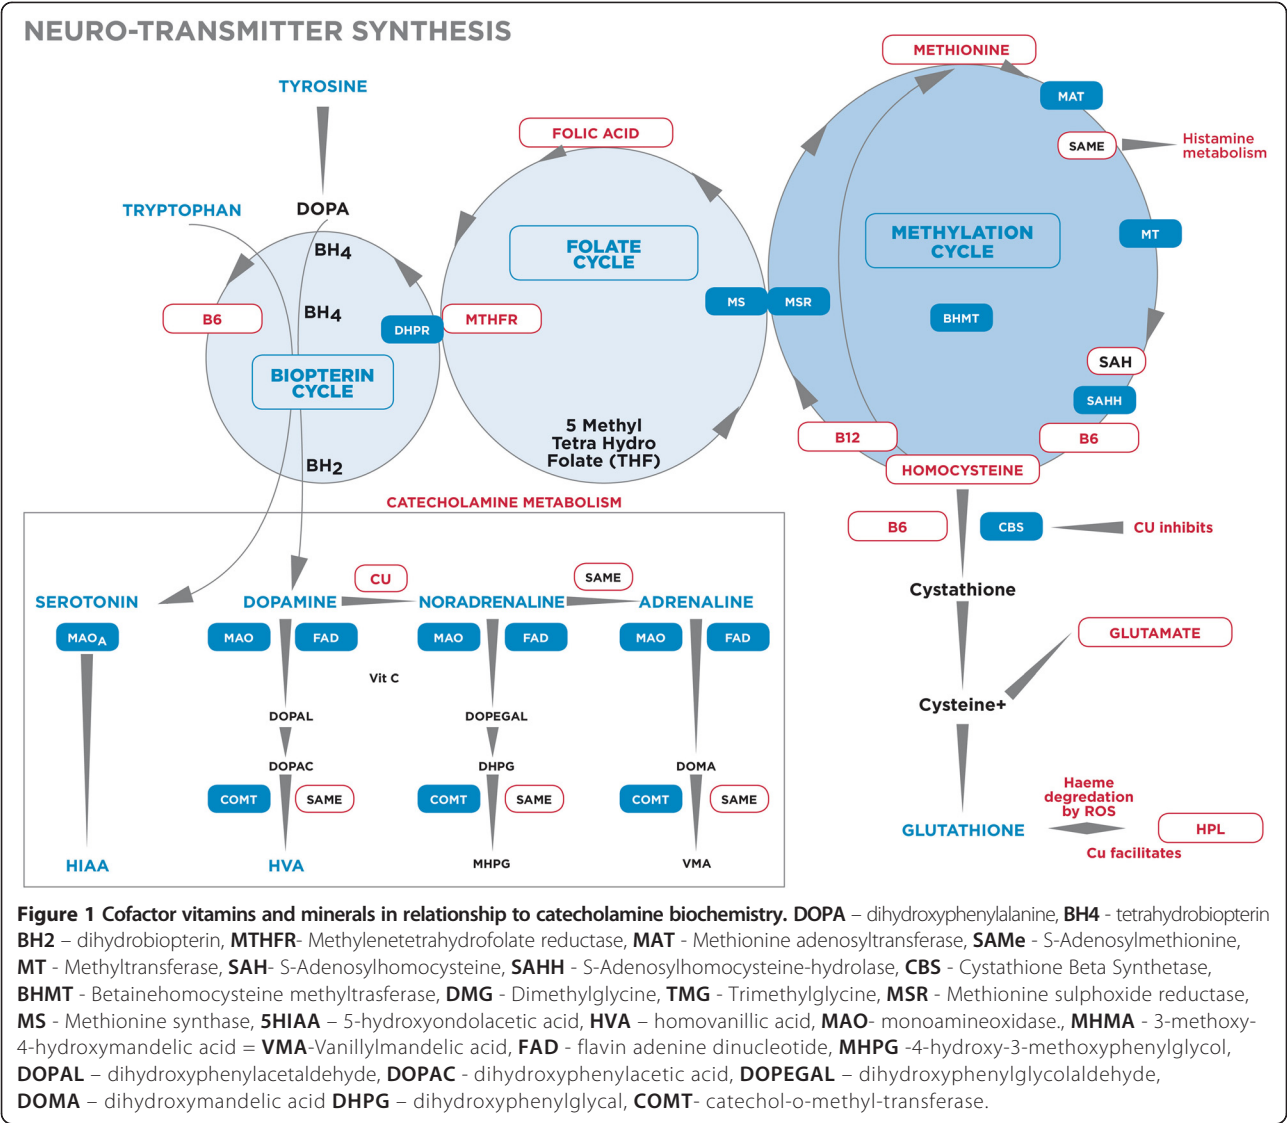 NEURO-TRANSMITTER SYNTHESIS
TYROSINE
DOPA
TRYPTOPHAN
BH4
BH4
B6
DHPR
BIOPTERIN
CYCLE
BH2
FOLIC ACID
FOLATE
CYCLE
MTHFR
MS
5 Methyl
Tetra Hydro
Folate (THF)
METHIONINE
MAT
SAME
Histamine
metabolism
METHYLATION
CYCLE
MT
MSR
BHMT
SAH
SAHH
B12
B6
HOMOCYSTEINE
B6
CBS
CU inhibits
Cystathione
GLUTAMATE
Cysteine+
GLUTATHIONE
Haeme
degredation
by ROS
HPL
Cu facilitates
CATECHOLAMINE METABOLISM
SEROTONIN
DOPAMINE
CU
NORADRENALINE
SAME
ADRENALINE
MAOA
MAO
FAD
MAO
FAD
MAO
FAD
Vit C
DOPAL
DOPEGAL
DOPAC
DHPG
DOMA
COMT
SAME
COMT
SAME
COMT
SAME
HIAA
HVA
MHPG
VMA
Figure 1 Cofactor vitamins and minerals in relationship to catecholamine biochemistry. DOPA – dihydroxyphenylalanine, BH4 - tetrahydrobiopterin
BH2 – dihydrobiopterin, MTHFR- Methylenetetrahydrofolate reductase, MAT - Methionine adenosyltransferase, SAMe - S-Adenosylmethionine,
MT - Methyltransferase, SAH- S-Adenosylhomocysteine, SAHH - S-Adenosylhomocysteine-hydrolase, CBS - Cystathione Beta Synthetase,
BHMT - Betainehomocysteine methyltrasferase, DMG - Dimethylglycine, TMG - Trimethylglycine, MSR - Methionine sulphoxide reductase,
MS - Methionine synthase, 5HIAA – 5-hydroxyondolacetic acid, HVA – homovanillic acid, MAO- monoamineoxidase., MHMA - 3-methoxy-
4-hydroxymandelic acid = VMA-Vanillylmandelic acid, FAD - flavin adenine dinucleotide, MHPG -4-hydroxy-3-methoxyphenylglycol,
DOPAL – dihydroxyphenylacetaldehyde, DOPAC - dihydroxyphenylacetic acid, DOPEGAL – dihydroxyphenylglycolaldehyde,
DOMA – dihydroxymandelic acid DHPG – dihydroxyphenylglycal, COMT- catechol-o-methyl-transferase.